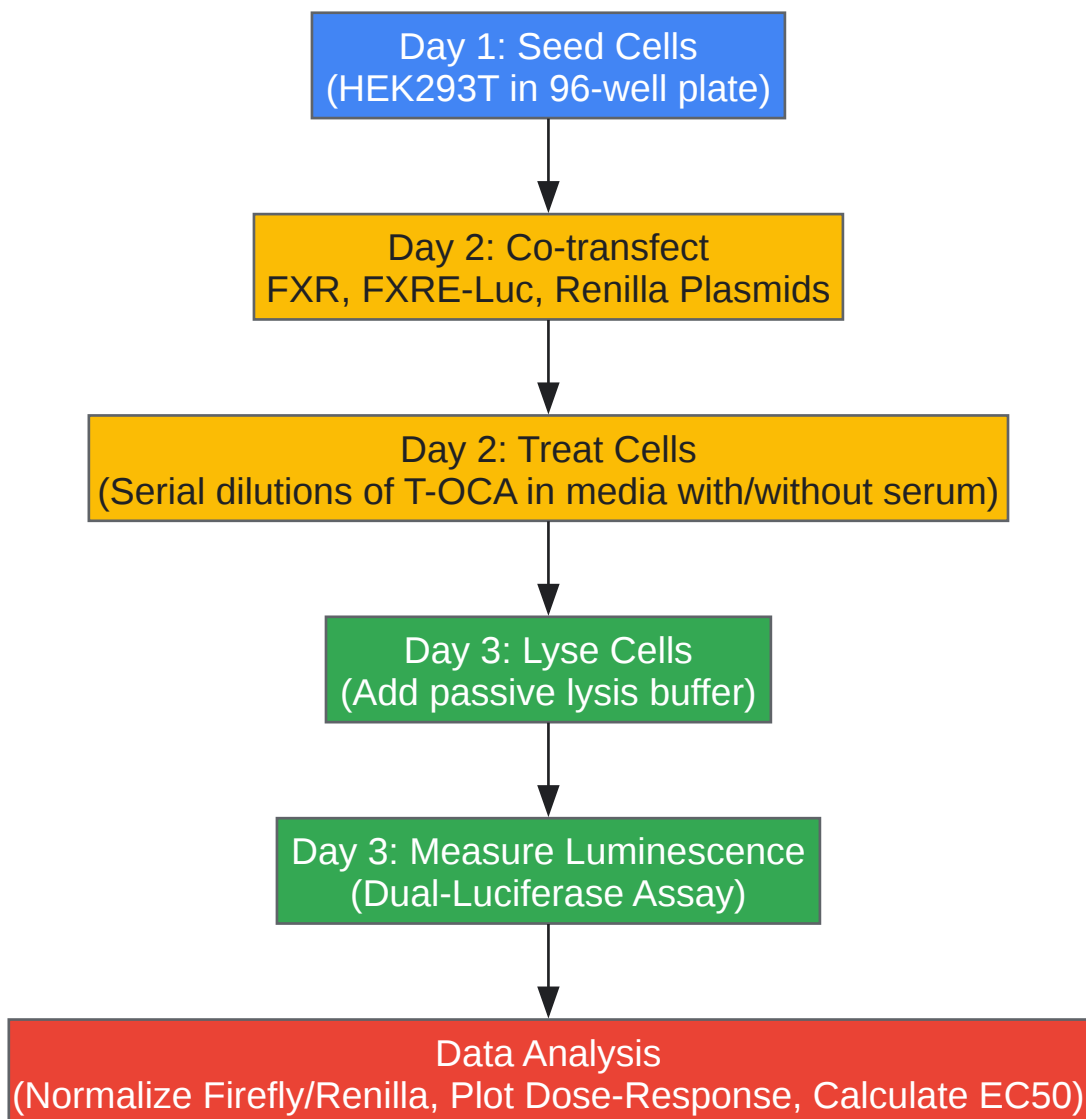 Day 1: Seed Cells
(HEK293T in 96-well plate)
Day 2: Co-transfect
FXR, FXRE-Luc, Renilla Plasmids
Day 2: Treat Cells
(Serial dilutions of T-OCA in media with/without serum)
Day 3: Lyse Cells
(Add passive lysis buffer)
Day 3: Measure Luminescence
(Dual-Luciferase Assay)
Data Analysis
(Normalize Firefly/Renilla, Plot Dose-Response, Calculate EC50)